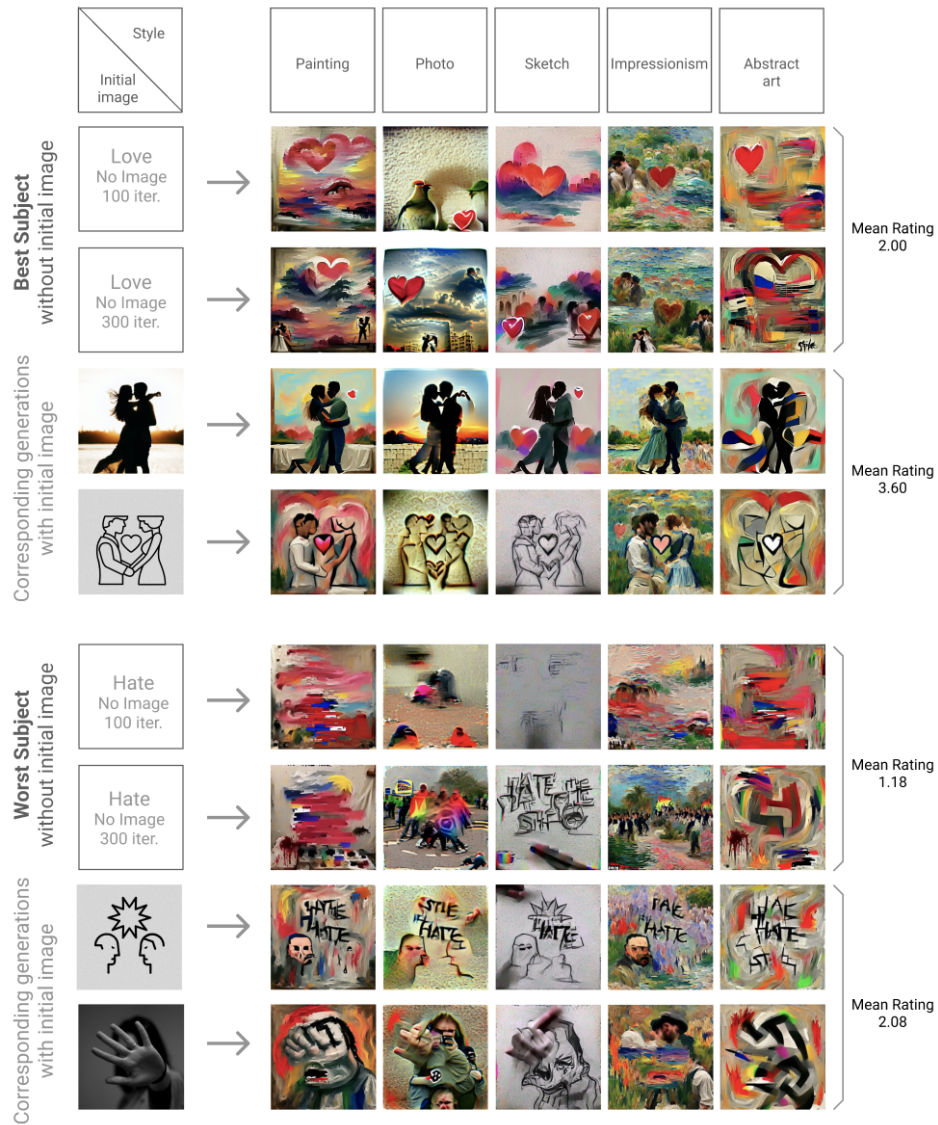 Style
Initial
image
Painting
Photo
Sketch
Impressionism
Abstract
art
Best Subject
without initial image
Love
No Image
100 iter.
Love
No Image
300 iter.
Mean Rating
2.00
Corresponding generations
with initial image
Mean Rating
3.60
Worst Subject
without initial image
Hate
No Image
100 iter.
Hate
No Image
300 iter.
Mean Rating
1.18
Corresponding generations
with initial image
Mean Rating
2.08